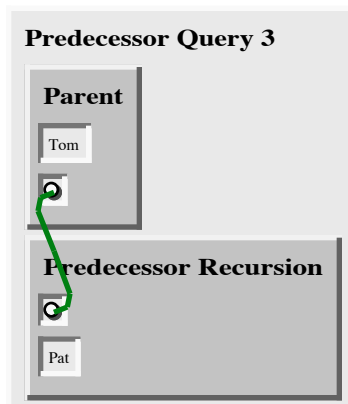 Predecessor Query 3
Parent
Tom
Predecessor Recursion
Pat